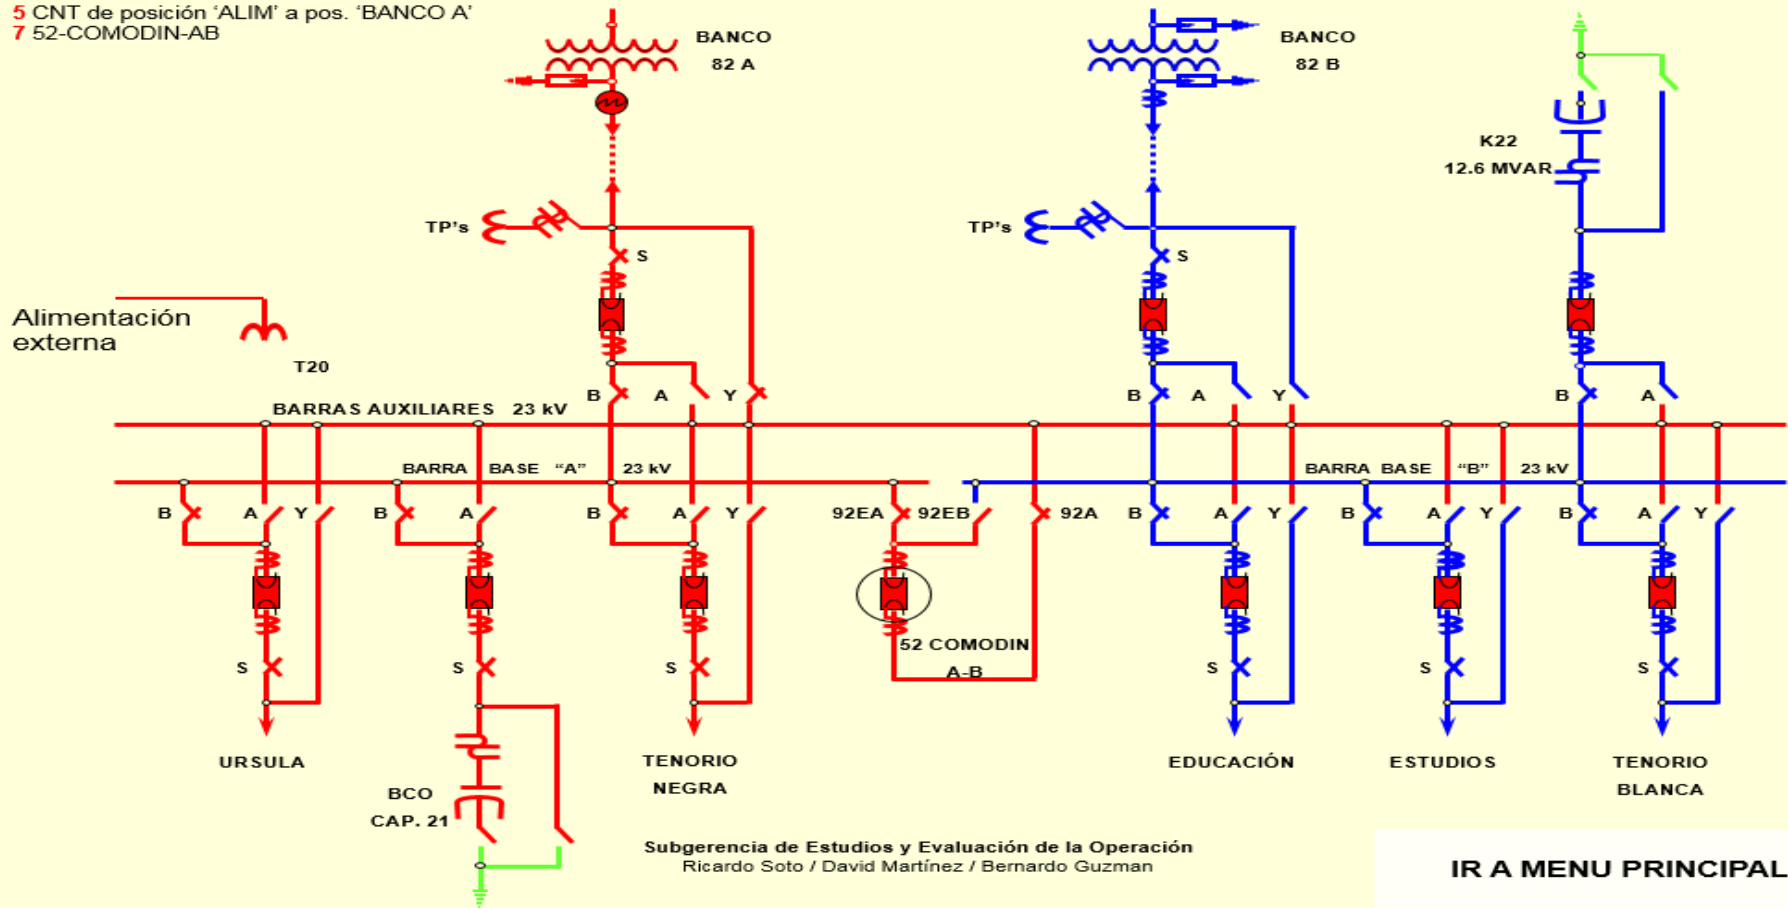 5 CNT de posición ‘ALIM’ a pos. ‘BANCO A’
7 52-COMODIN-AB
BANCO
82 A
BANCO
82 B
K22
12.6 MVAR
TP's
TP's
S
S
Alimentación
externa
T20
B A Y
B A Y
B A
BARRAS AUXILIARES 23 kV
BARRA BASE “A” 23 kV
BARRA BASE “B” 23 kV
B A Y
B A
B A Y
92EA 92EB 92A
B A Y
B A Y
B A Y
52 COMODIN
A-B
S
S
S
S
S
S
URSULA
TENORIO
NEGRA
EDUCACIÓN
ESTUDIOS
TENORIO
BLANCA
BCO
CAP. 21
Subgerencia de Estudios y Evaluación de la Operación
Ricardo Soto / David Martínez / Bernardo Guzman
IR A MENU PRINCIPAL